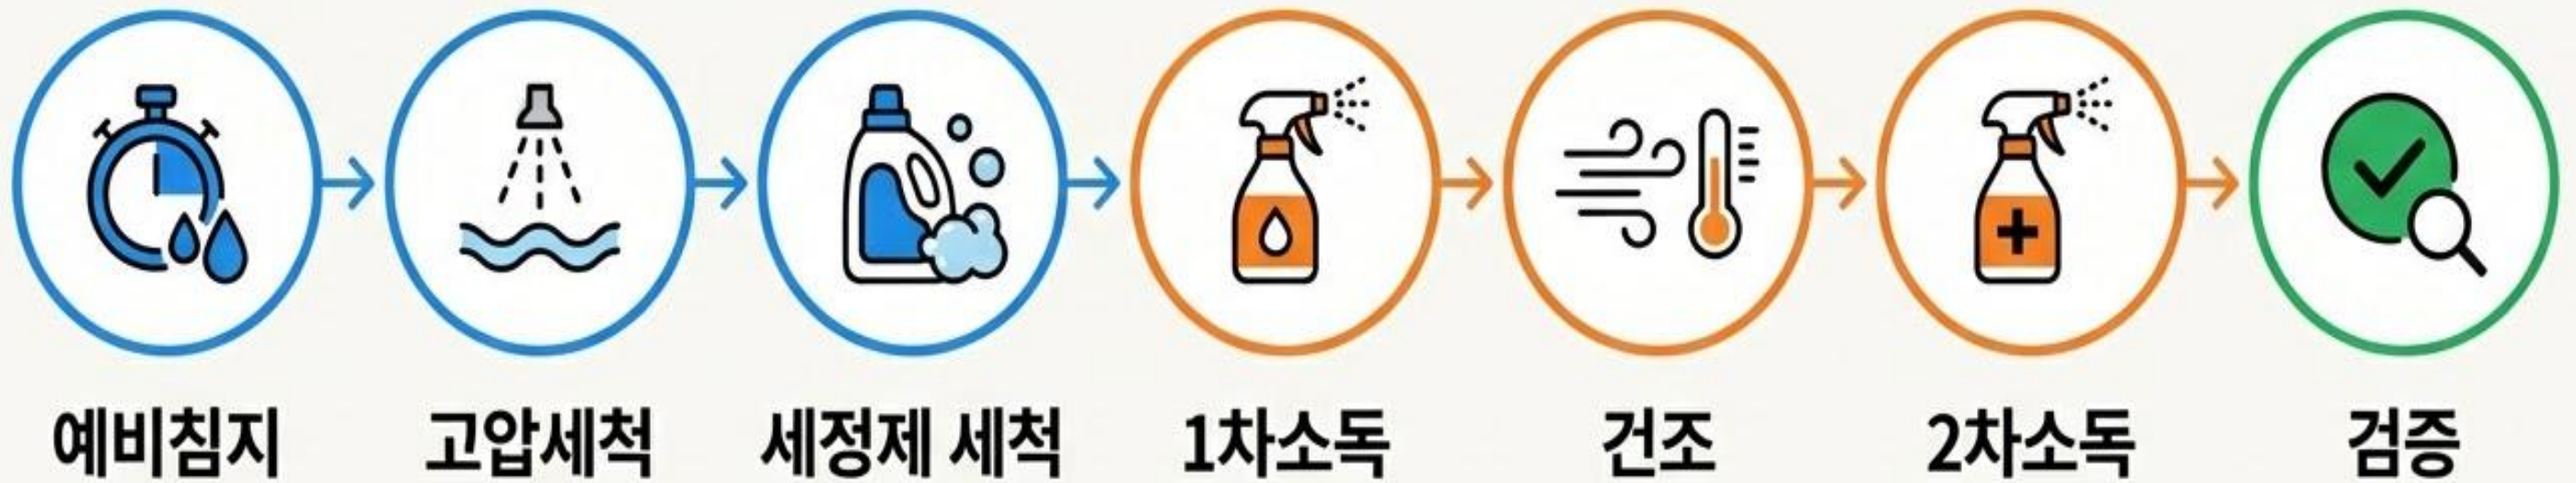 예비침지
고압세척
세정제 세척
1차소독
건조
2차소독
검증